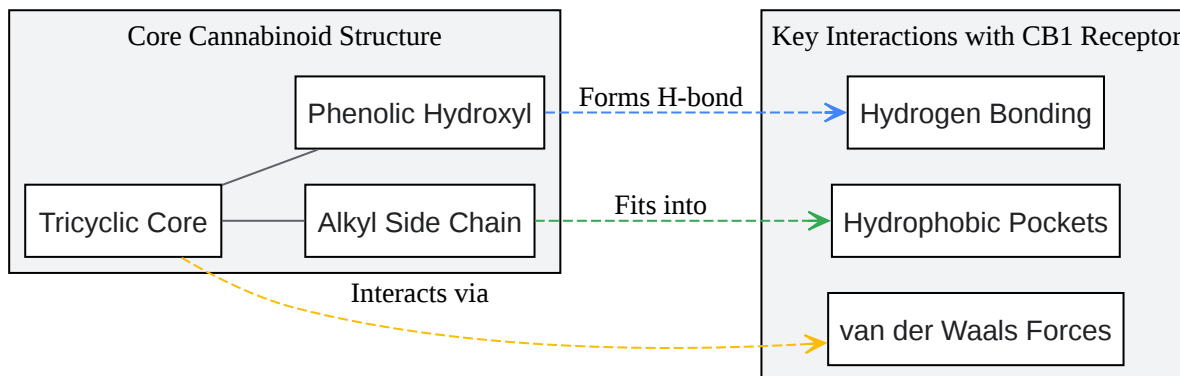 Core Cannabinoid Structure
Key Interactions with CB1 Receptor
Phenolic Hydroxyl
Forms H-bond
Hydrogen Bonding
Tricyclic Core
Alkyl Side Chain
Fits into
Hydrophobic Pockets
Interacts via
van der Waals Forces